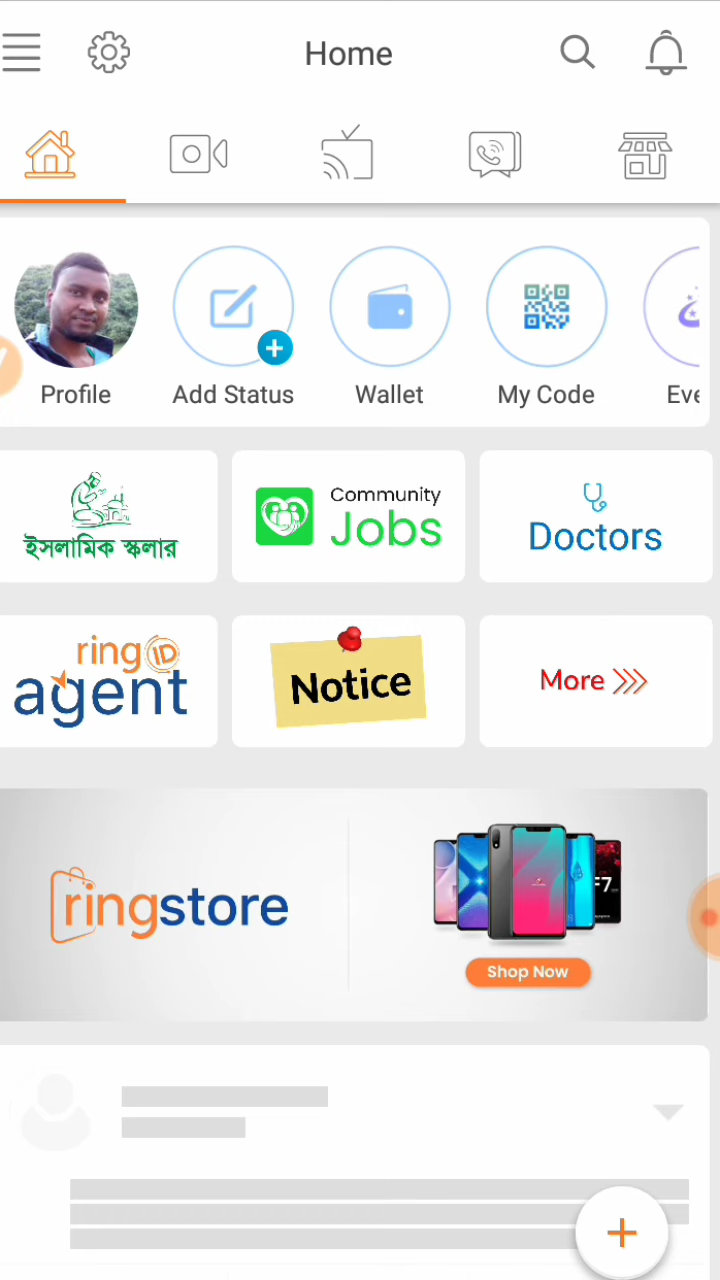 Home
Profile
Add Status
Wallet
My Code
Eve
ইসলামিক স্কলার
Community
Jobs
Doctors
ring ID
agent
Notice
More
ringstore
F7
Shop Now